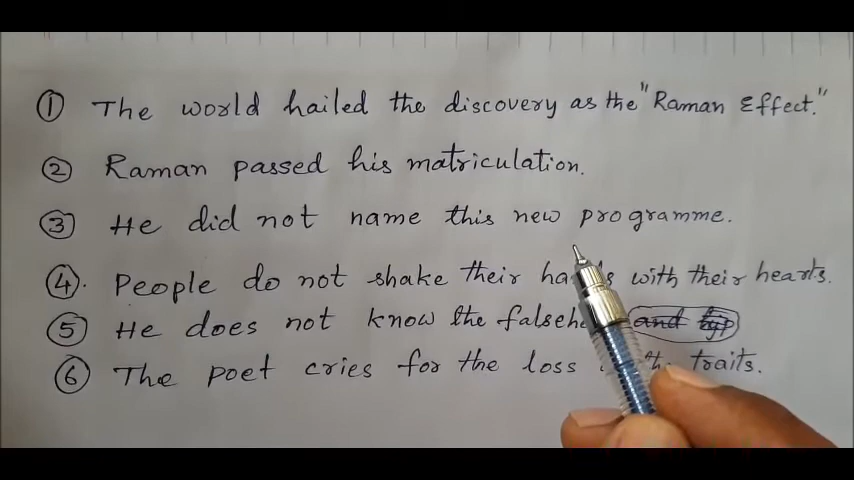 ① The world hailed the discovery as the "Raman Effect."
② Raman passed his matriculation.
③ He did not name this new programme.
④. People do not shake their with their hearts.
⑤ He does not know the
⑥ The poet cries for the loss traits.